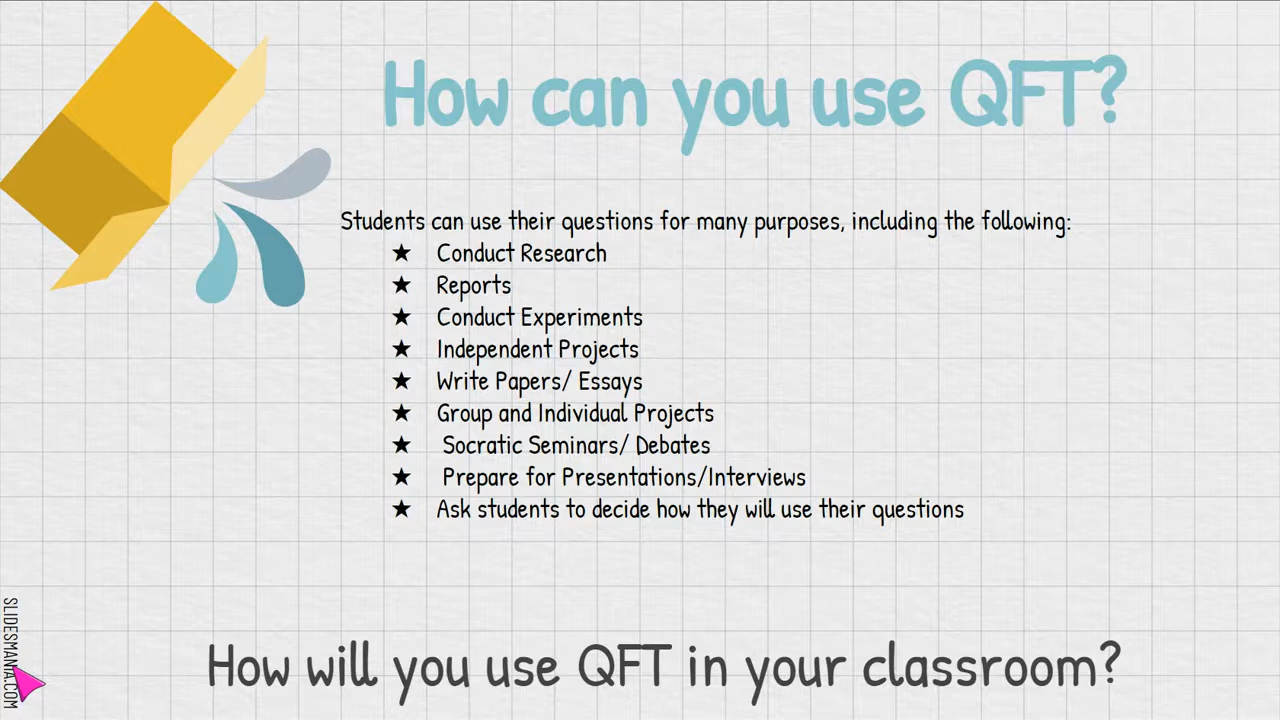 How can you use QFT?
Students can use their questions for many purposes, including the following:
★ Conduct Research
★ Reports
★ Conduct Experiments
★ Independent Projects
★ Write Papers/ Essays
★ Group and Individual Projects
★ Socratic Seminars/ Debates
★ Prepare for Presentations/Interviews
★ Ask students to decide how they will use their questions
How will you use QFT in your classroom?
SLIDESMANIA.COM